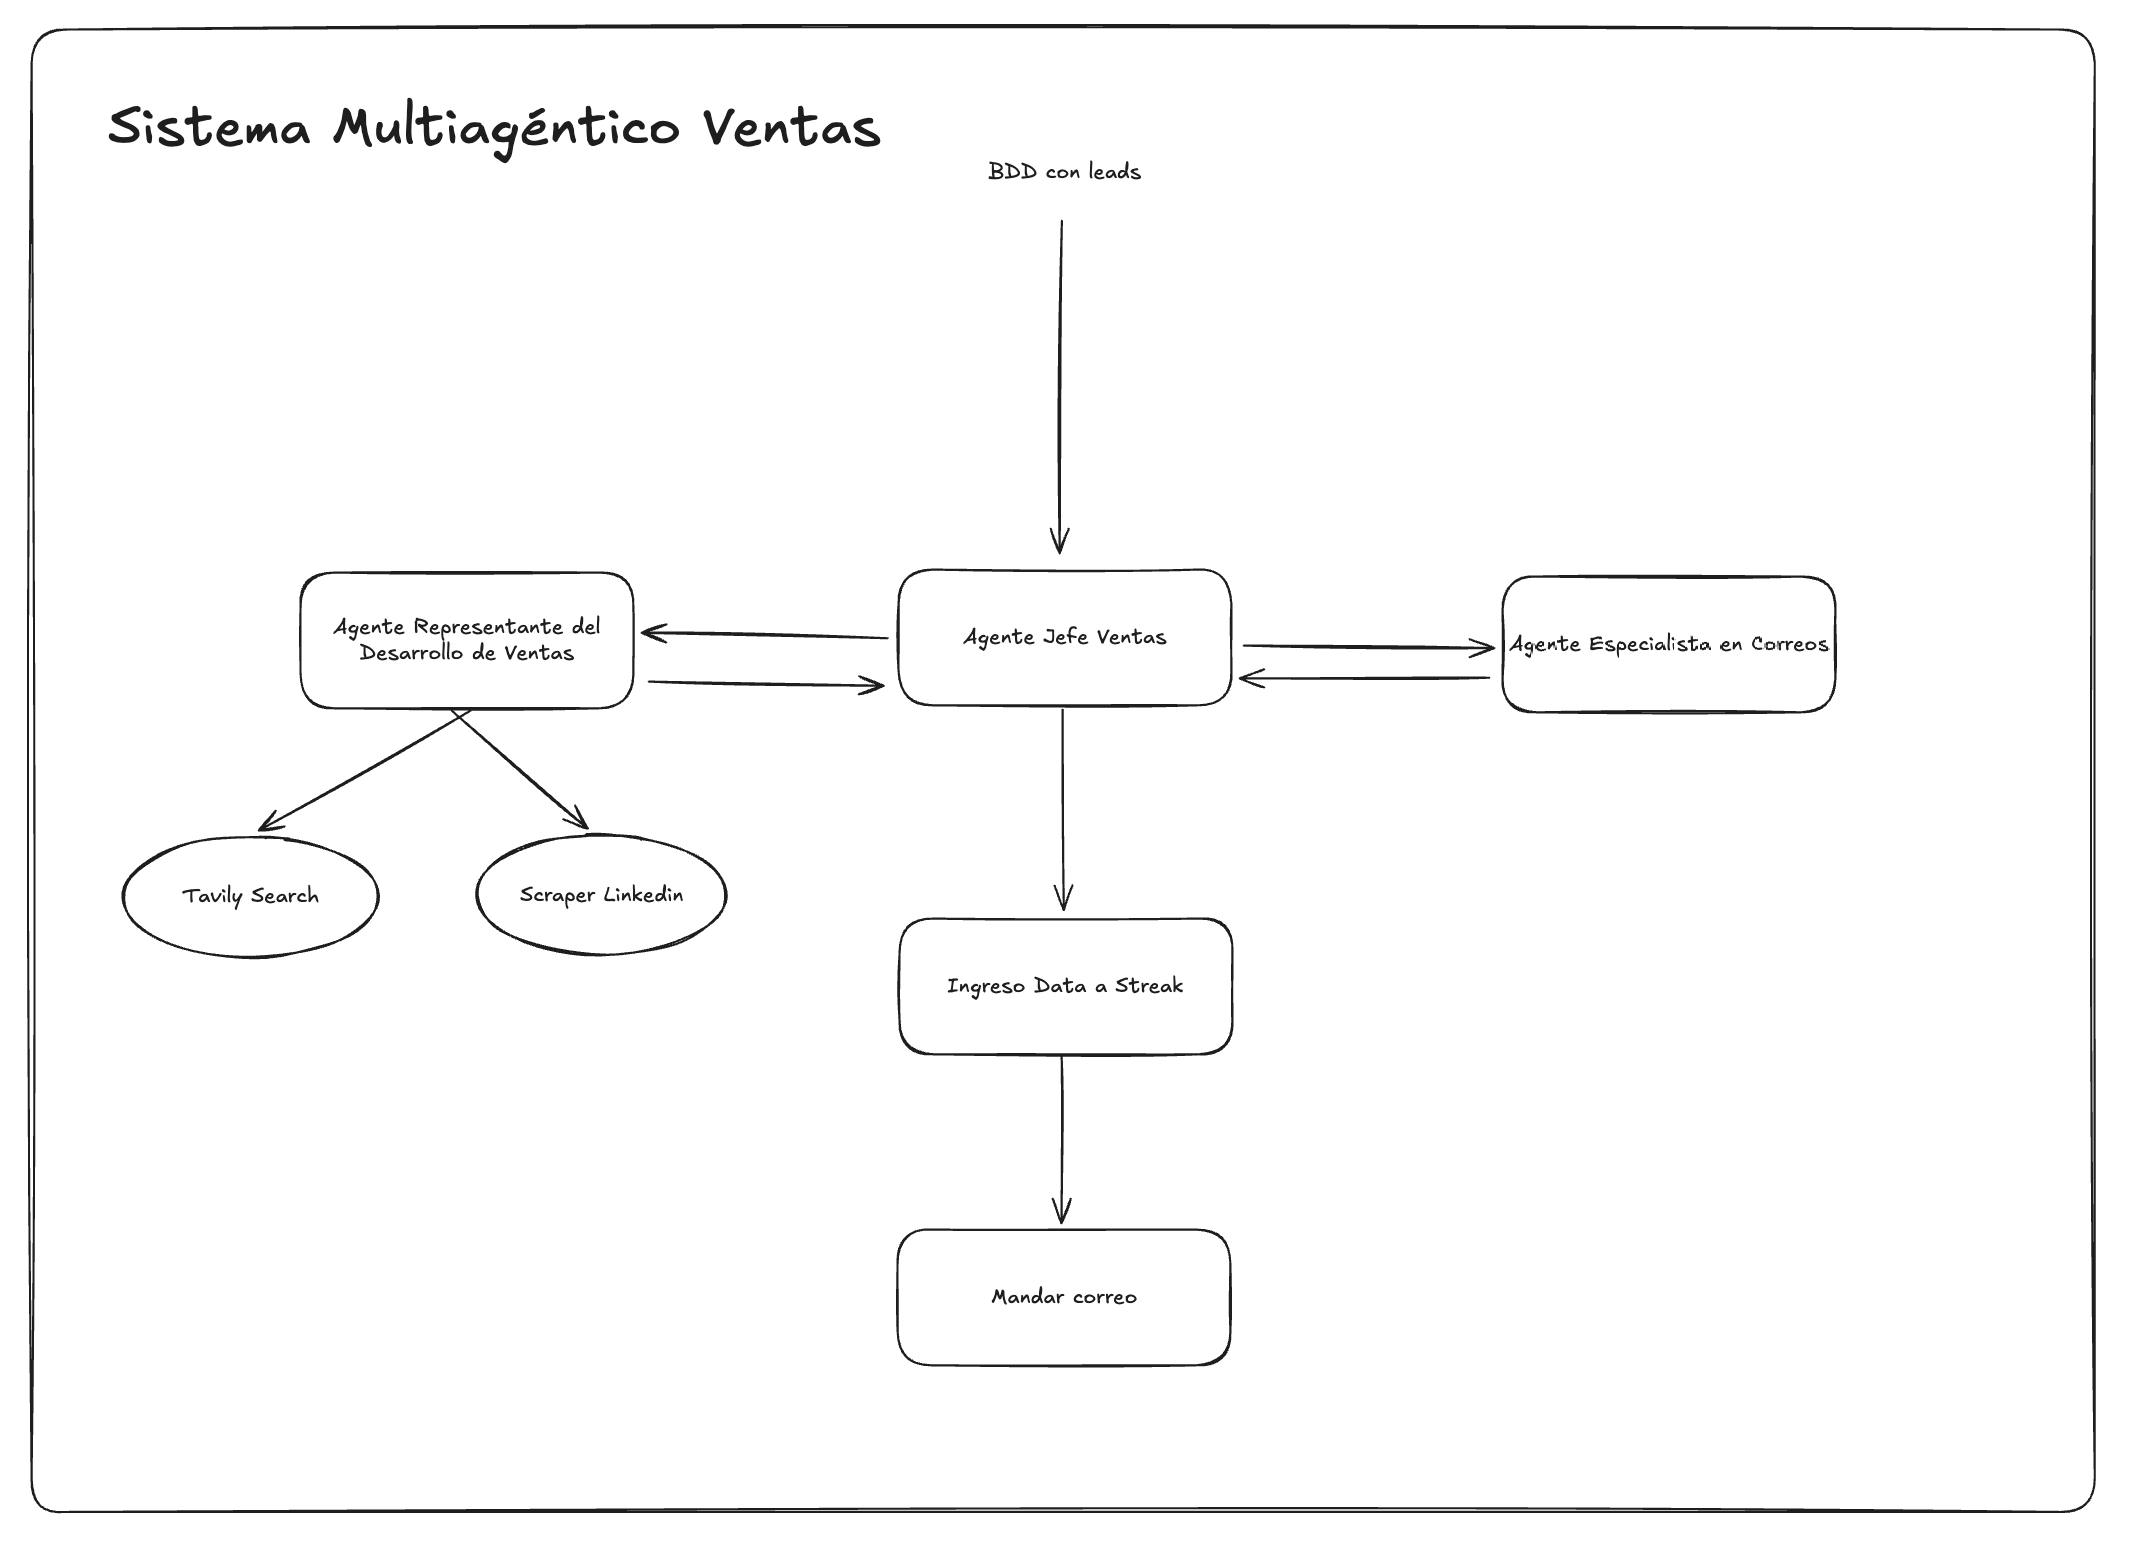 Sistema Multiagéntico Ventas
BDD con leads
Agente Representante del
Desarrollo de Ventas
Agente Jefe Ventas
Agente Especialista en Correos
Tavily Search
Scraper Linkedin
Ingreso Data a Streak
Mandar correo